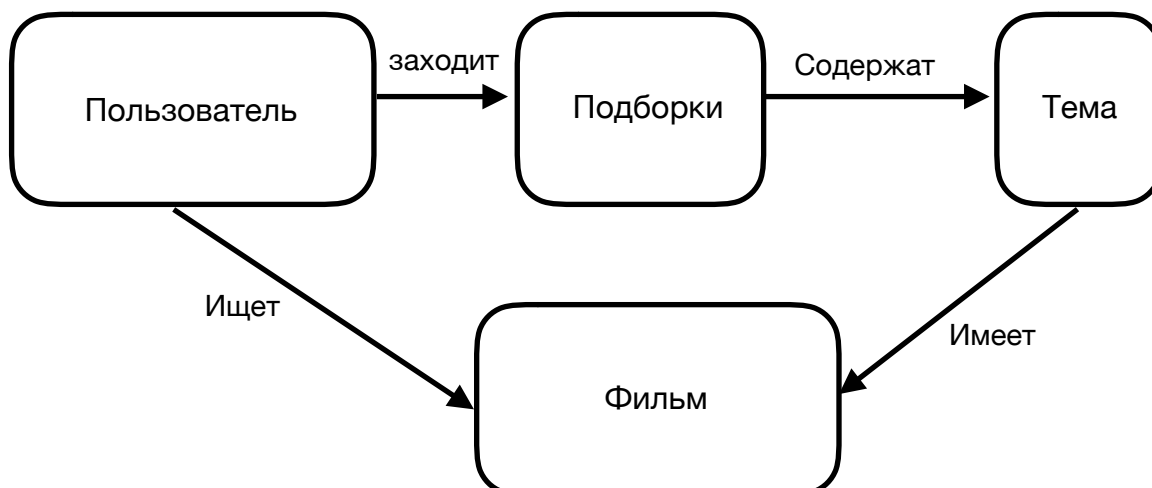 заходит
Содержат
Пользователь
Подборки
Тема
Ищет
Имеет
Фильм